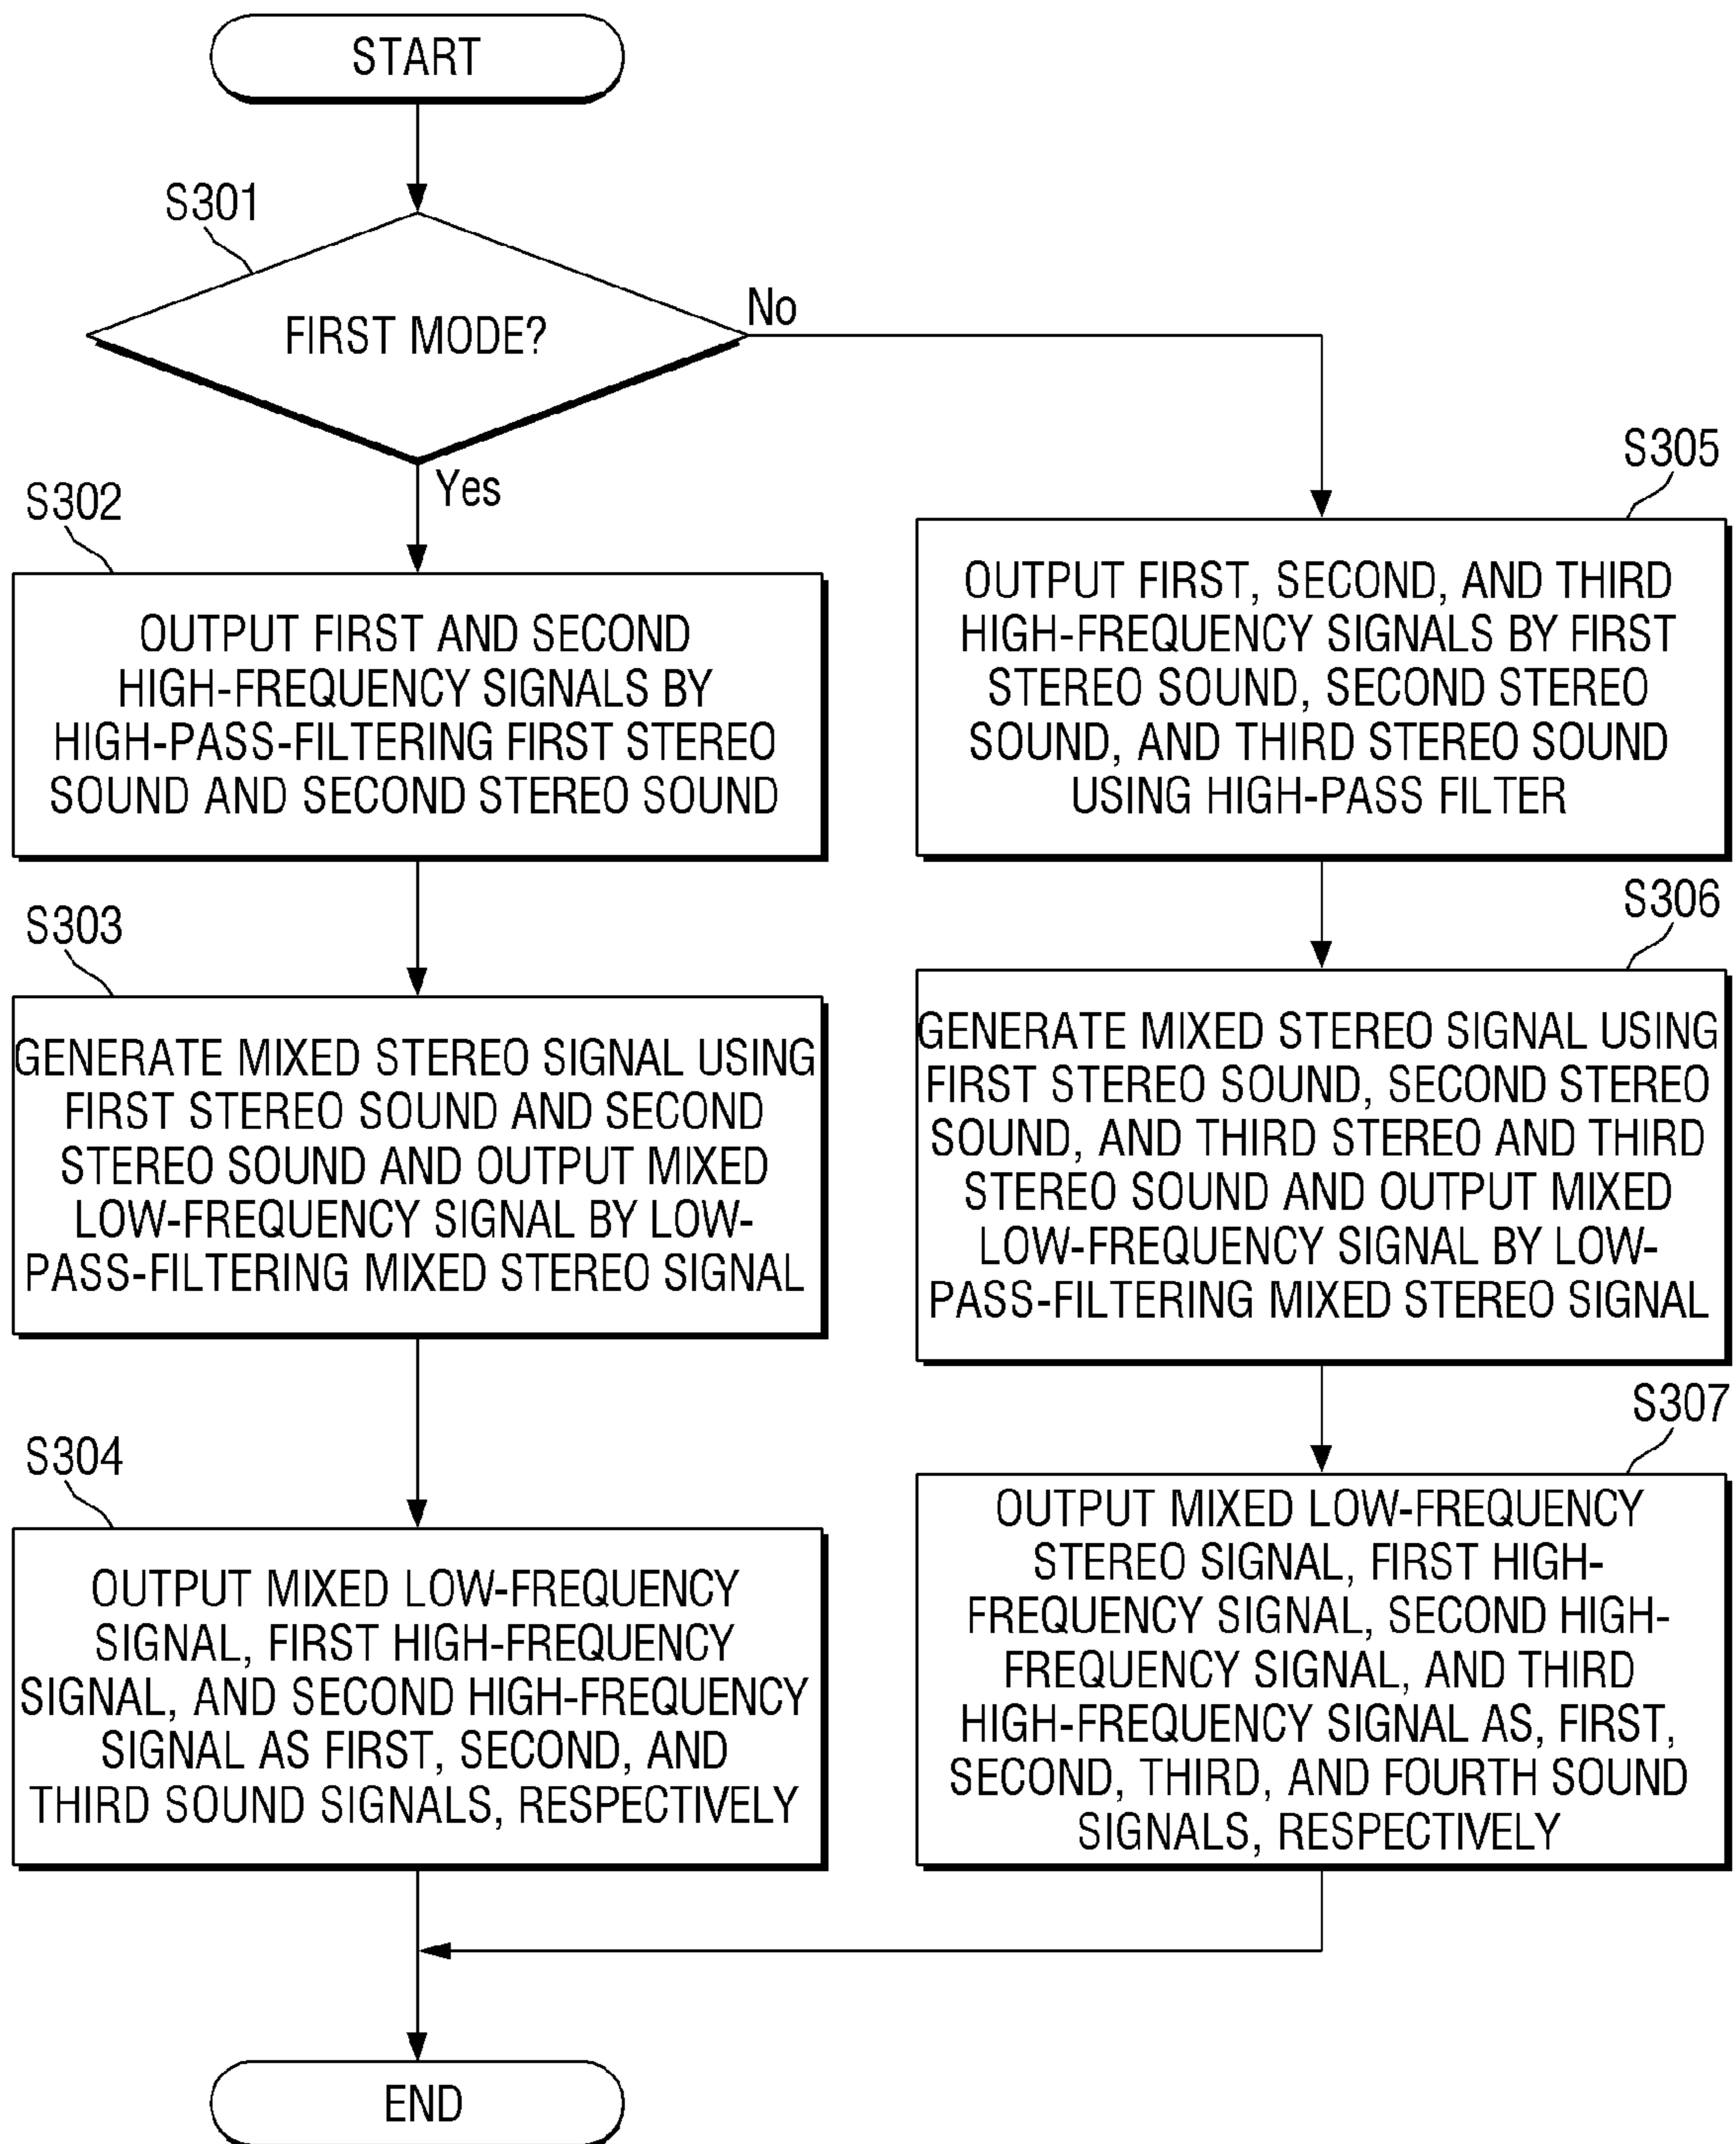 START
S301
FIRST MODE?
No
Yes
S302
OUTPUT FIRST AND SECOND
HIGH-FREQUENCY SIGNALS BY
HIGH-PASS-FILTERING FIRST STEREO
SOUND AND SECOND STEREO SOUND
S303
GENERATE MIXED STEREO SIGNAL USING
FIRST STEREO SOUND AND SECOND
STEREO SOUND AND OUTPUT MIXED
LOW-FREQUENCY SIGNAL BY LOW-
PASS-FILTERING MIXED STEREO SIGNAL
S304
OUTPUT MIXED LOW-FREQUENCY
SIGNAL, FIRST HIGH-FREQUENCY
SIGNAL, AND SECOND HIGH-FREQUENCY
SIGNAL AS FIRST, SECOND, AND
THIRD SOUND SIGNALS, RESPECTIVELY
S305
OUTPUT FIRST, SECOND, AND THIRD
HIGH-FREQUENCY SIGNALS BY FIRST
STEREO SOUND, SECOND STEREO
SOUND, AND THIRD STEREO SOUND
USING HIGH-PASS FILTER
S306
GENERATE MIXED STEREO SIGNAL USING
FIRST STEREO SOUND, SECOND STEREO
SOUND, AND THIRD STEREO AND THIRD
STEREO SOUND AND OUTPUT MIXED
LOW-FREQUENCY SIGNAL BY LOW-
PASS-FILTERING MIXED STEREO SIGNAL
S307
OUTPUT MIXED LOW-FREQUENCY
STEREO SIGNAL, FIRST HIGH-
FREQUENCY SIGNAL, SECOND HIGH-
FREQUENCY SIGNAL, AND THIRD
HIGH-FREQUENCY SIGNAL AS, FIRST,
SECOND, THIRD, AND FOURTH SOUND
SIGNALS, RESPECTIVELY
END